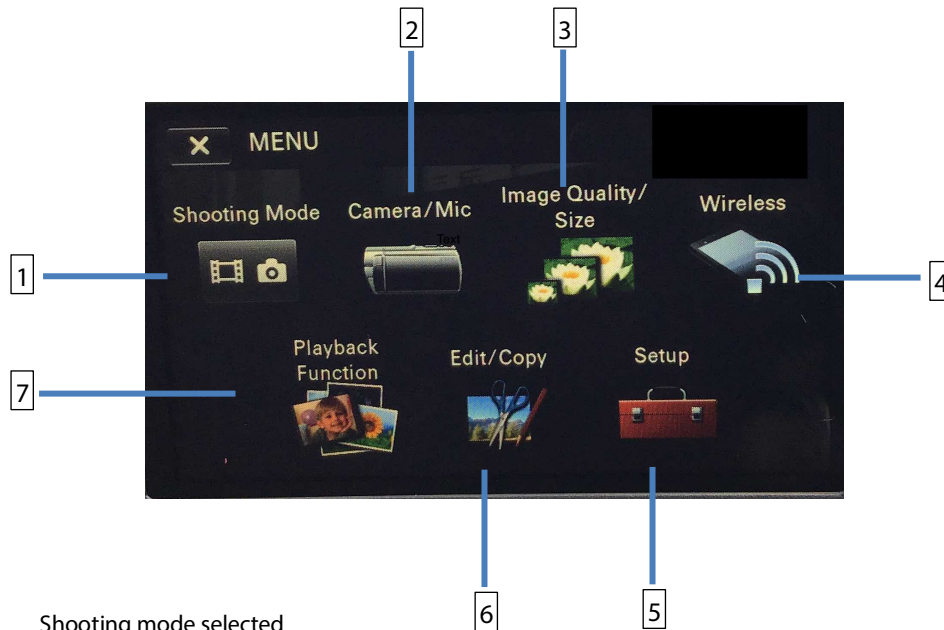 2
3
MENU
Shooting Mode
Camera/Mic
Image Quality/
Size
Wireless
Text
1
4
Playback
Function
Edit/Copy
Setup
7
6
5
Shooting mode selected